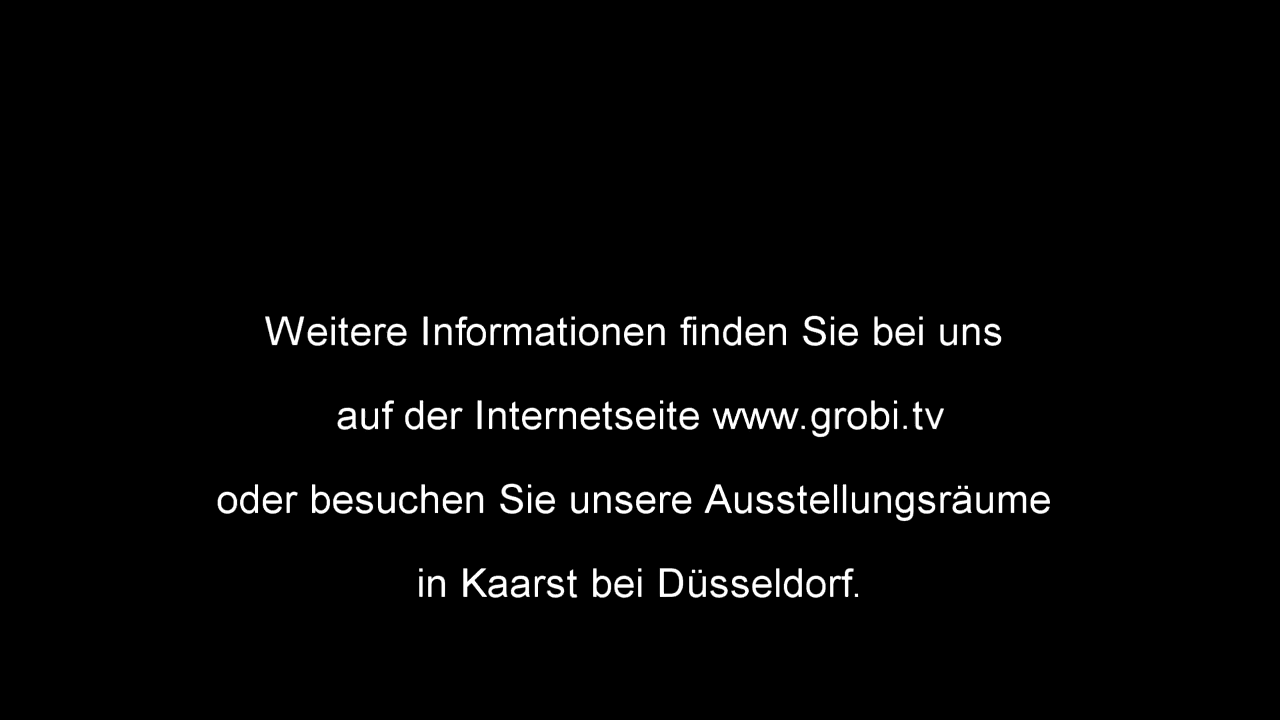 Weitere Informationen finden Sie bei uns
auf der Internetseite www.grobi.tv
oder besuchen Sie unsere Ausstellungsräume
in Kaarst bei Düsseldorf.